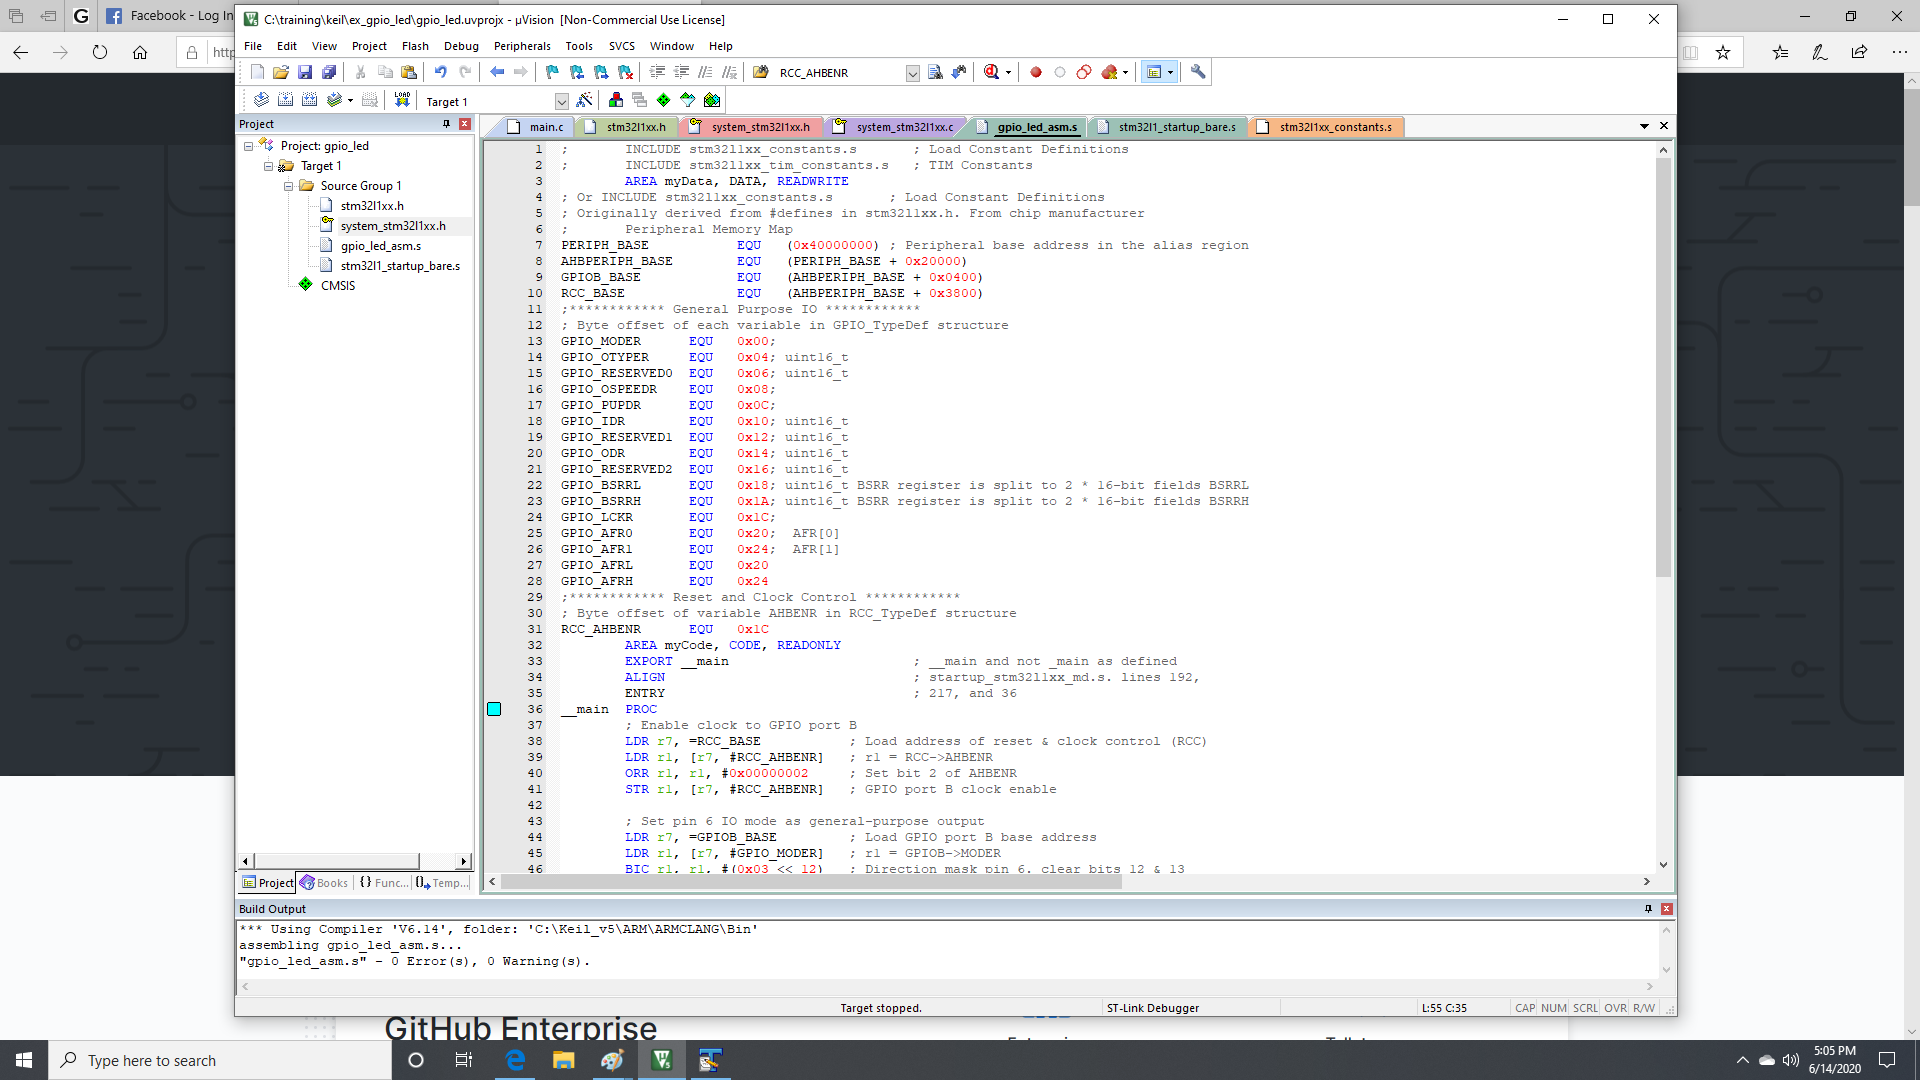 Facebook - Log In
http
C:\training\keil\ex_gpio_led\gpio_led.uvprojx - µVision  [Non-Commercial Use License]
File Edit View Project Flash Debug Peripherals Tools SVCS Window Help
RCC_AHBENR
LOAD Target 1
Project
main.c stm32l1xx.h system_stm32l1xx.h system_stm32l1xx.c gpio_led_asm.s stm32l1_startup_bare.s stm32l1xx_constants.s
Project: gpio_led
Target 1
Source Group 1
stm32l1xx.h
system_stm32l1xx.h
gpio_led_asm.s
stm32l1_startup_bare.s
CMSIS
1 ;       INCLUDE stm32l1xx_constants.s       ; Load Constant Definitions
2 ;       INCLUDE stm32l1xx_tim_constants.s   ; TIM Constants
3         AREA myData, DATA, READWRITE
4 ; Or INCLUDE stm32l1xx_constants.s       ; Load Constant Definitions
5 ; Originally derived from #defines in stm32l1xx.h. From chip manufacturer
6 ;       Peripheral Memory Map
7 PERIPH_BASE           EQU   (0x40000000) ; Peripheral base address in the alias region
8 AHBPERIPH_BASE        EQU   (PERIPH_BASE + 0x20000)
9 GPIOB_BASE            EQU   (AHBPERIPH_BASE + 0x0400)
10 RCC_BASE              EQU   (AHBPERIPH_BASE + 0x3800)
11 ;************ General Purpose IO ************
12 ; Byte offset of each variable in GPIO_TypeDef structure
13 GPIO_MODER      EQU   0x00;
14 GPIO_OTYPER     EQU   0x04; uint16_t
15 GPIO_RESERVED0  EQU   0x06; uint16_t
16 GPIO_OSPEEDR    EQU   0x08;
17 GPIO_PUPDR      EQU   0x0C;
18 GPIO_IDR        EQU   0x10; uint16_t
19 GPIO_RESERVED1  EQU   0x12; uint16_t
20 GPIO_ODR        EQU   0x14; uint16_t
21 GPIO_RESERVED2  EQU   0x16; uint16_t
22 GPIO_BSRRL      EQU   0x18; uint16_t BSRR register is split to 2 * 16-bit fields BSRRL
23 GPIO_BSRRH      EQU   0x1A; uint16_t BSRR register is split to 2 * 16-bit fields BSRRH
24 GPIO_LCKR       EQU   0x1C;
25 GPIO_AFR0       EQU   0x20;  AFR[0]
26 GPIO_AFR1       EQU   0x24;  AFR[1]
27 GPIO_AFRL       EQU   0x20
28 GPIO_AFRH       EQU   0x24
29 ;************ Reset and Clock Control ************
30 ; Byte offset of variable AHBENR in RCC_TypeDef structure
31 RCC_AHBENR      EQU   0x1C
32         AREA myCode, CODE, READONLY
33         EXPORT __main                       ; __main and not _main as defined
34         ALIGN                               ; startup_stm32l1xx_md.s. lines 192,
35         ENTRY                               ; 217, and 36
36 __main  PROC
37         ; Enable clock to GPIO port B
38         LDR r7, =RCC_BASE           ; Load address of reset & clock control (RCC)
39         LDR r1, [r7, #RCC_AHBENR]   ; r1 = RCC->AHBENR
40         ORR r1, r1, #0x00000002     ; Set bit 2 of AHBENR
41         STR r1, [r7, #RCC_AHBENR]   ; GPIO port B clock enable
42
43         ; Set pin 6 IO mode as general-purpose output
44         LDR r7, =GPIOB_BASE         ; Load GPIO port B base address
45         LDR r1, [r7, #GPIO_MODER]   ; r1 = GPIOB->MODER
46         BIC r1, r1, #(0x03 << 12)   ; Direction mask pin 6, clear bits 12 & 13
Project Books {} Func... Temp...
Build Output
*** Using Compiler 'V6.14', folder: 'C:\Keil_v5\ARM\ARMCLANG\Bin'
assembling gpio_led_asm.s...
"gpio_led_asm.s" - 0 Error(s), 0 Warning(s).
Target stopped. ST-Link Debugger L:55 C:35 CAP NUM SCRL OVR R/W
GitHub Enterprise
Type here to search
5:05 PM
6/14/2020